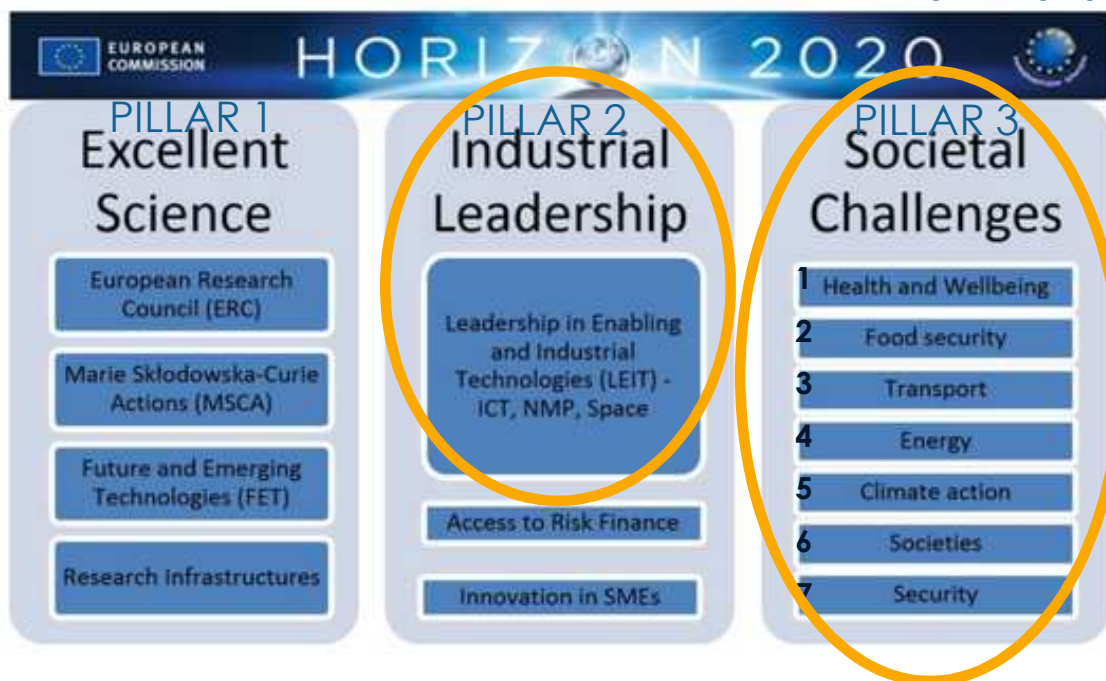 EUROPEAN
COMMISSION
HORIZON 2020
PILLAR 1
Excellent
Science
European Research
Council (ERC)
Marie Skłodowska-Curie
Actions (MSCA)
Future and Emerging
Technologies (FET)
Research Infrastructures
PILLAR 2
Industrial
Leadership
Leadership in Enabling
and Industrial
Technologies (LEIT) -
ICT, NMP, Space
Access to Risk Finance
Innovation in SMEs
PILLAR 3
Societal
Challenges
1 Health and Wellbeing
2 Food security
3 Transport
4 Energy
5 Climate action
6 Societies
7 Security